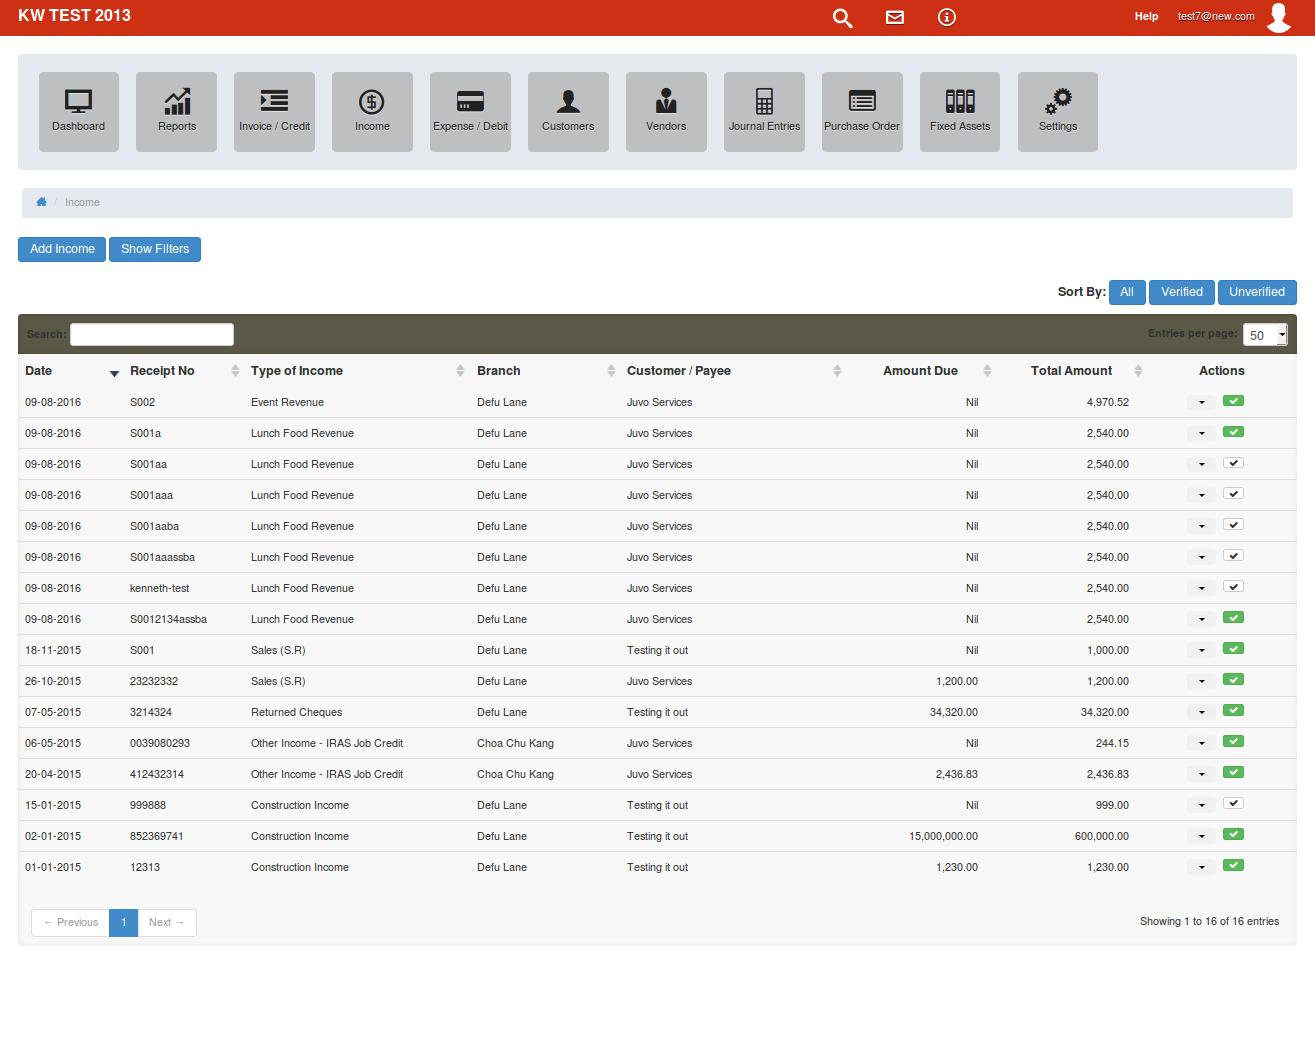 KW TEST 2013 Help test7@new.com
Dashboard Reports Invoice / Credit Income Expense / Debit Customers Vendors Journal Entries Purchase Order Fixed Assets Settings
/ Income
Add Income Show Filters
Sort By: All Verified Unverified
Search: Entries per page: 50
Date Receipt No Type of Income Branch Customer / Payee Amount Due Total Amount Actions
09-08-2016 S002 Event Revenue Defu Lane Juvo Services Nil 4,970.52
09-08-2016 S001a Lunch Food Revenue Defu Lane Juvo Services Nil 2,540.00
09-08-2016 S001aa Lunch Food Revenue Defu Lane Juvo Services Nil 2,540.00
09-08-2016 S001aaa Lunch Food Revenue Defu Lane Juvo Services Nil 2,540.00
09-08-2016 S001aaba Lunch Food Revenue Defu Lane Juvo Services Nil 2,540.00
09-08-2016 S001aaassba Lunch Food Revenue Defu Lane Juvo Services Nil 2,540.00
09-08-2016 kenneth-test Lunch Food Revenue Defu Lane Juvo Services Nil 2,540.00
09-08-2016 S0012134assba Lunch Food Revenue Defu Lane Juvo Services Nil 2,540.00
18-11-2015 S001 Sales (S.R) Defu Lane Testing it out Nil 1,000.00
26-10-2015 23232332 Sales (S.R) Defu Lane Juvo Services 1,200.00 1,200.00
07-05-2015 3214324 Returned Cheques Defu Lane Testing it out 34,320.00 34,320.00
06-05-2015 0039080293 Other Income - IRAS Job Credit Choa Chu Kang Juvo Services Nil 244.15
20-04-2015 412432314 Other Income - IRAS Job Credit Choa Chu Kang Juvo Services 2,436.83 2,436.83
15-01-2015 999888 Construction Income Defu Lane Testing it out Nil 999.00
02-01-2015 852369741 Construction Income Defu Lane Testing it out 15,000,000.00 600,000.00
01-01-2015 12313 Construction Income Defu Lane Testing it out 1,230.00 1,230.00
← Previous 1 Next → Showing 1 to 16 of 16 entries